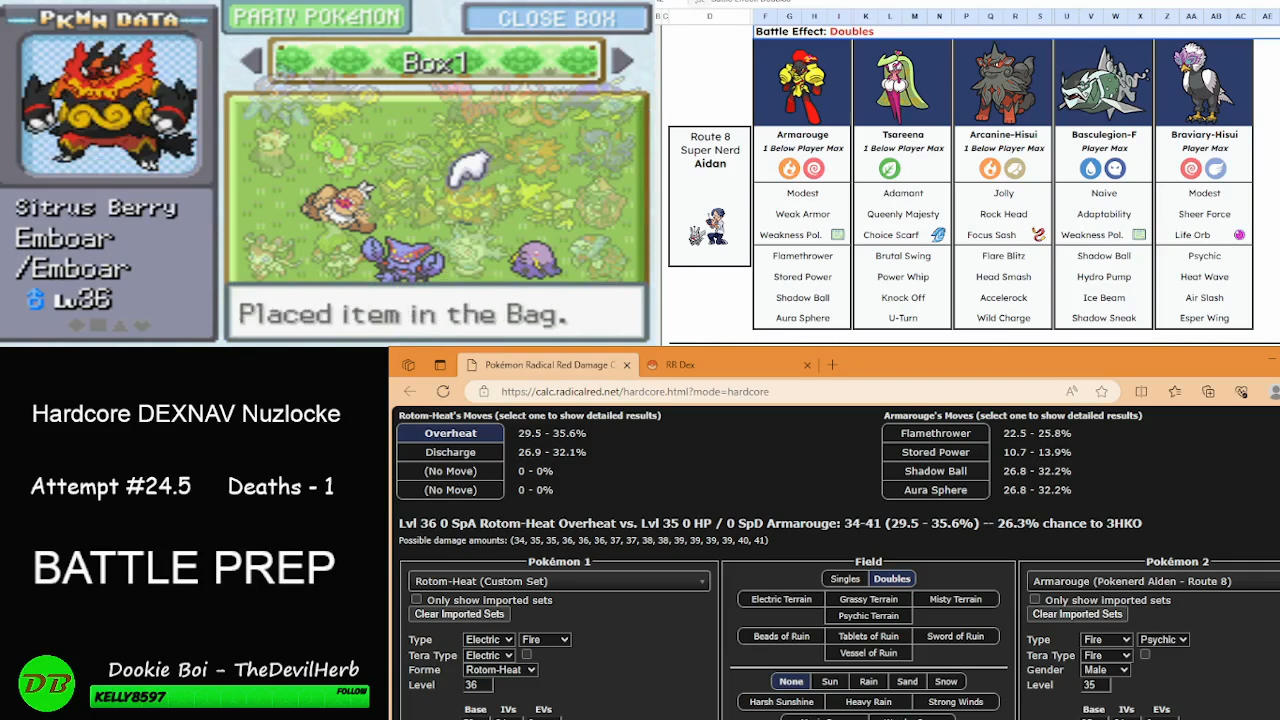 PKMN DATA
PARTY POKéMON
CLOSE BOX
Box1
Sitrus Berry
Emboar
/Emboar
♂ Lv36
Placed item in the Bag.
D F G H I J K L M N O P Q R S T U V W X Y Z AA AB AC AE
Battle Effect: Doubles
Route 8
Super Nerd
Aidan
Armarouge Tsareena Arcanine-Hisui Basculegion-F Braviary-Hisui
1 Below Player Max 1 Below Player Max 1 Below Player Max Player Max Player Max
Modest Adamant Jolly Naive Modest
Weak Armor Queenly Majesty Rock Head Adaptability Sheer Force
Weakness Pol. Choice Scarf Focus Sash Weakness Pol. Life Orb
Flamethrower Brutal Swing Flare Blitz Shadow Ball Psychic
Stored Power Power Whip Head Smash Hydro Pump Heat Wave
Shadow Ball Knock Off Accelerock Ice Beam Air Slash
Aura Sphere U-Turn Wild Charge Shadow Sneak Esper Wing
Hardcore DEXNAV Nuzlocke
Attempt #24.5 Deaths - 1
BATTLE PREP
DB
Dookie Boi - TheDevilHerb
KELLY8597 FOLLOW
Pokémon Radical Red Damage C RR Dex
https://calc.radicalred.net/hardcore.html?mode=hardcore
Rotom-Heat's Moves (select one to show detailed results) Armarouge's Moves (select one to show detailed results)
Overheat 29.5 - 35.6% Flamethrower 22.5 - 25.8%
Discharge 26.9 - 32.1% Stored Power 10.7 - 13.9%
(No Move) 0 - 0% Shadow Ball 26.8 - 32.2%
(No Move) 0 - 0% Aura Sphere 26.8 - 32.2%
Lvl 36 0 SpA Rotom-Heat Overheat vs. Lvl 35 0 HP / 0 SpD Armarouge: 34-41 (29.5 - 35.6%) -- 26.3% chance to 3HKO
Possible damage amounts: (34, 35, 35, 36, 36, 36, 37, 37, 38, 38, 39, 39, 39, 39, 40, 41)
Pokémon 1 Field Pokémon 2
Rotom-Heat (Custom Set) Singles Doubles Armarouge (Pokenerd Aiden - Route 8)
Only show imported sets Electric Terrain Grassy Terrain Misty Terrain Only show imported sets
Clear Imported Sets Psychic Terrain Clear Imported Sets
Type Electric Fire Beads of Ruin Tablets of Ruin Sword of Ruin Type Fire Psychic
Tera Type Electric Vessel of Ruin Tera Type Fire
Forme Rotom-Heat Gender Male
Level 36 None Sun Rain Sand Snow Level 35
Harsh Sunshine Heavy Rain Strong Winds
Base IVs EVs Base IVs EVs